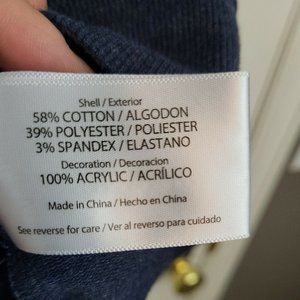 Shell / Exterior
58% COTTON / ALGODON
39% POLYESTER / POLIESTER
3% SPANDEX / ELASTANO
Decoration / Decoracion
100% ACRYLIC / ACRÍLICO
Made in China / Hecho en China
See reverse for care / Ver al reverso para cuidado